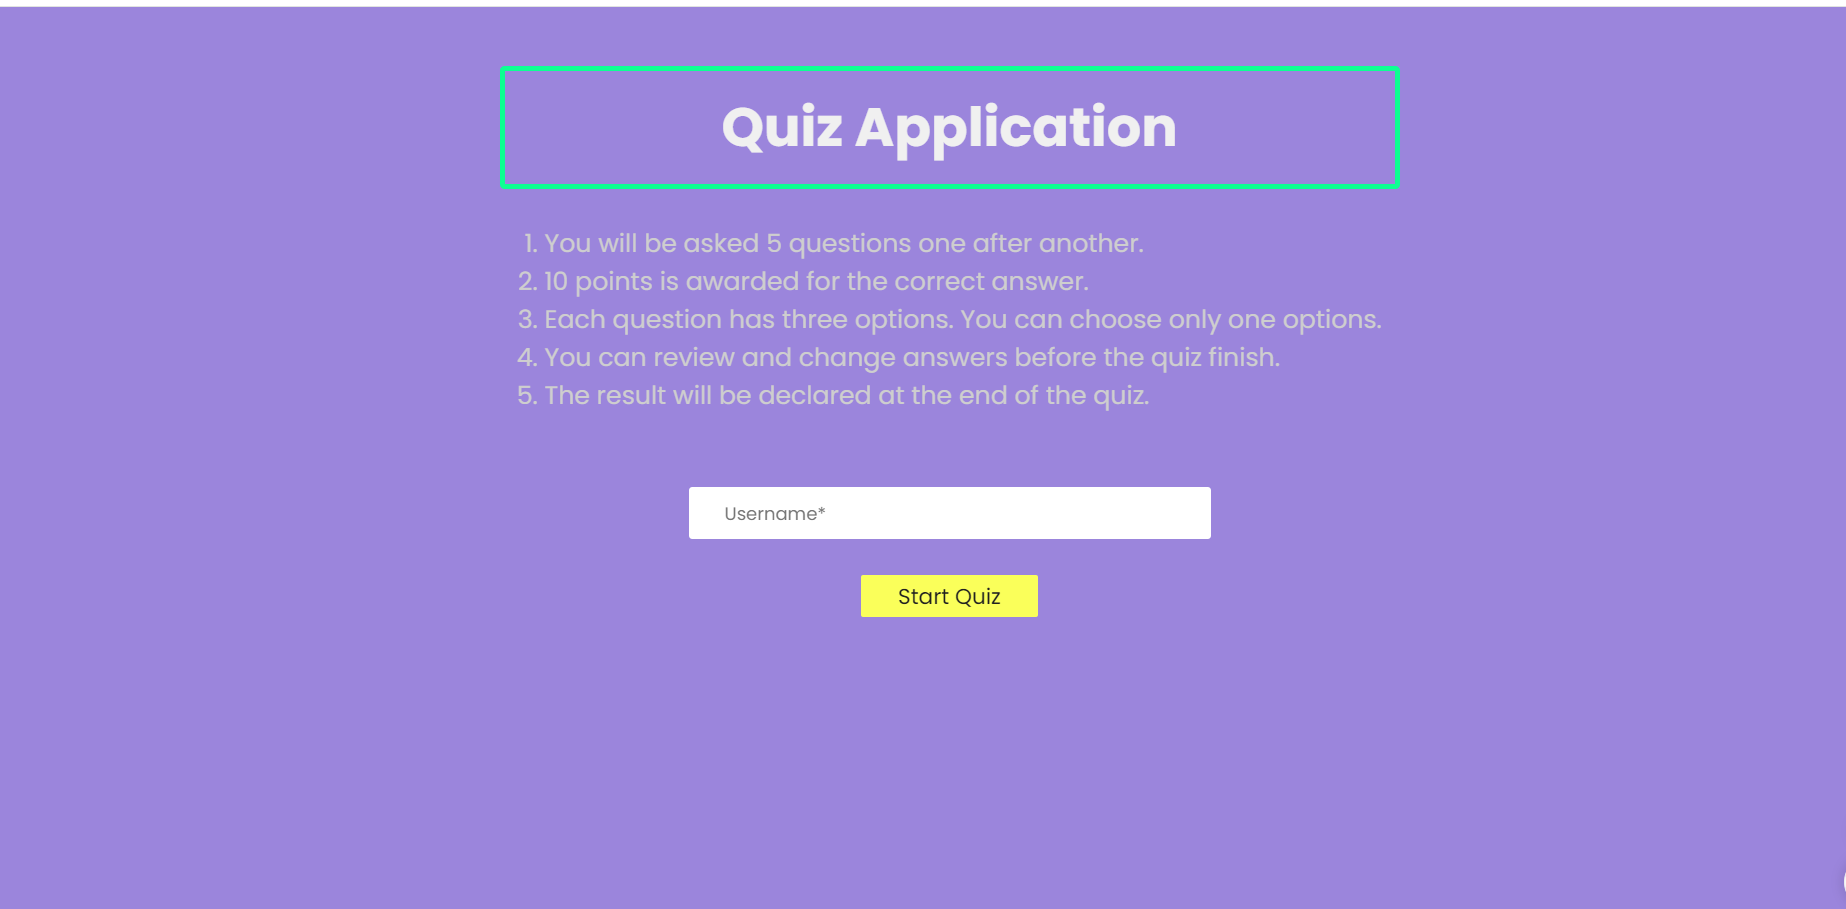 Quiz Application
1. You will be asked 5 questions one after another.
2. 10 points is awarded for the correct answer.
3. Each question has three options. You can choose only one options.
4. You can review and change answers before the quiz finish.
5. The result will be declared at the end of the quiz.
Username*
Start Quiz